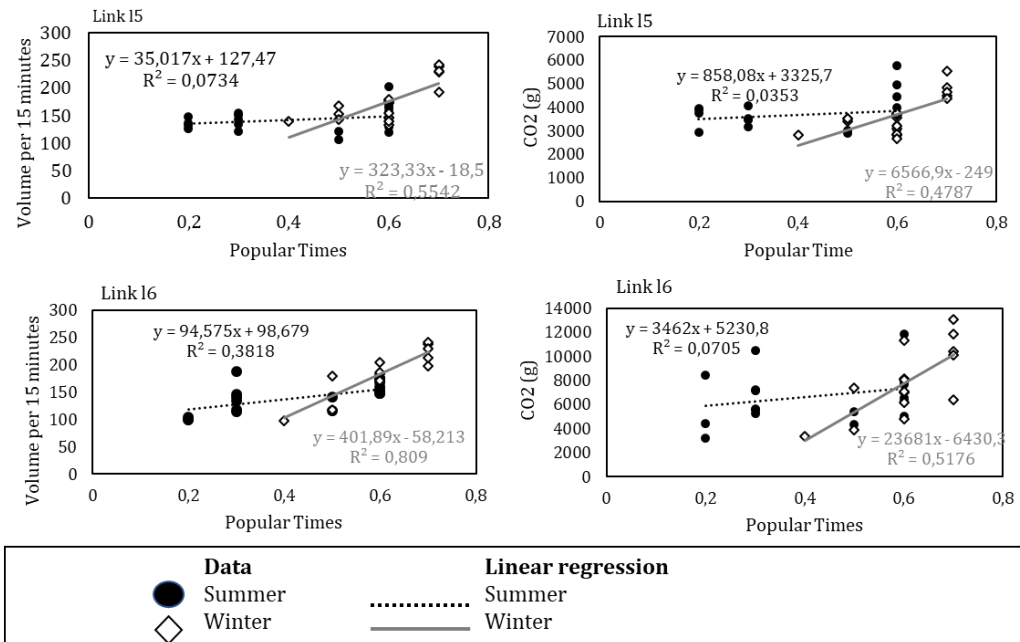 Link l5
y = 35,017x + 127,47
R² = 0,0734
y = 323,33x - 18,5
R² = 0,5542
300
250
200
150
100
50
0
0 0,2 0,4 0,6 0,8
Volume per 15 minutes
Popular Times
Link l5
y = 858,08x + 3325,7
R² = 0,0353
y = 6566,9x - 249
R² = 0,4787
7000
6000
5000
4000
3000
2000
1000
0
0 0,2 0,4 0,6 0,8
CO2 (g)
Popular Time
Link l6
y = 94,575x + 98,679
R² = 0,3818
y = 401,89x - 58,213
R² = 0,809
300
250
200
150
100
50
0
0 0,2 0,4 0,6 0,8
Volume per 15 minutes
Popular Times
Link l6
y = 3462x + 5230,8
R² = 0,0705
y = 23681x - 6430,3
R² = 0,5176
14000
12000
10000
8000
6000
4000
2000
0
0 0,2 0,4 0,6 0,8
CO2 (g)
Popular Times
Data Linear regression
Summer Summer
Winter Winter